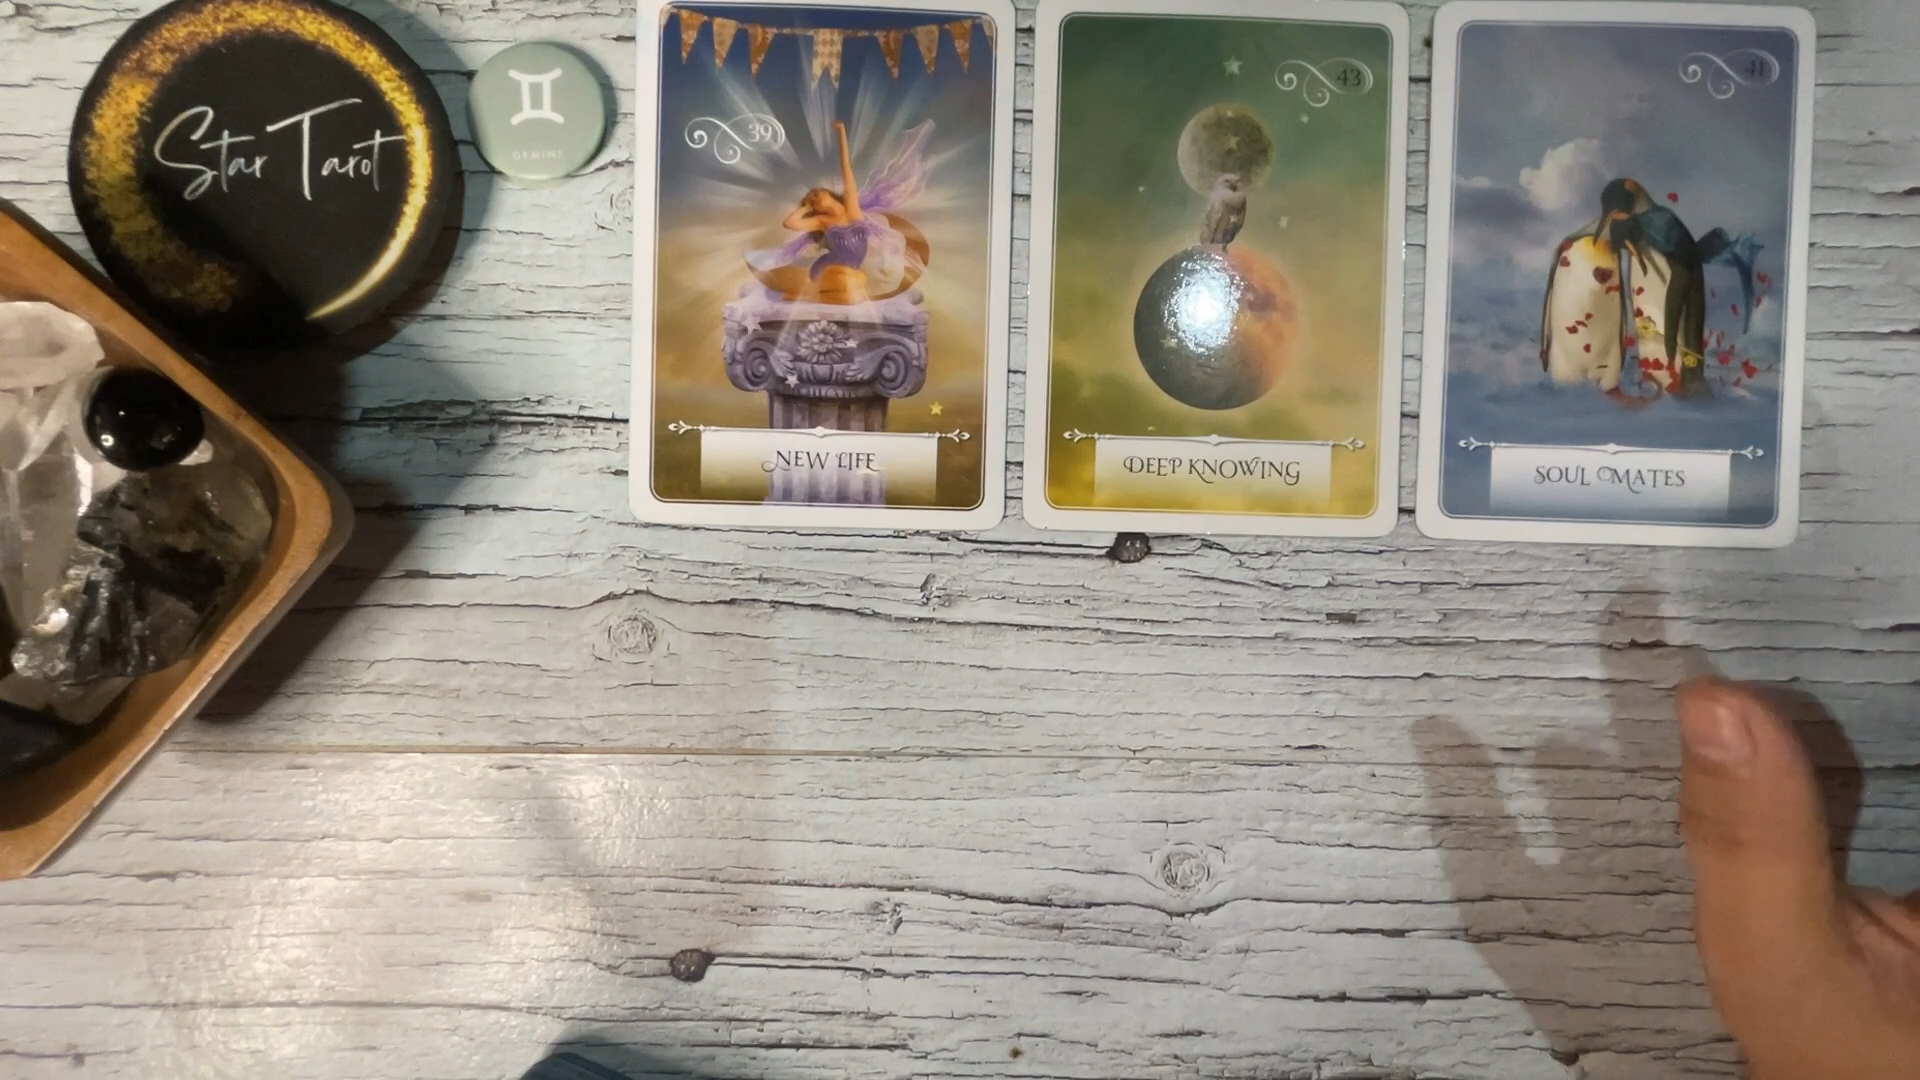 Star Tarot
GEMINI
39
NEW LIFE
43
DEEP KNOWING
41
SOUL MATES